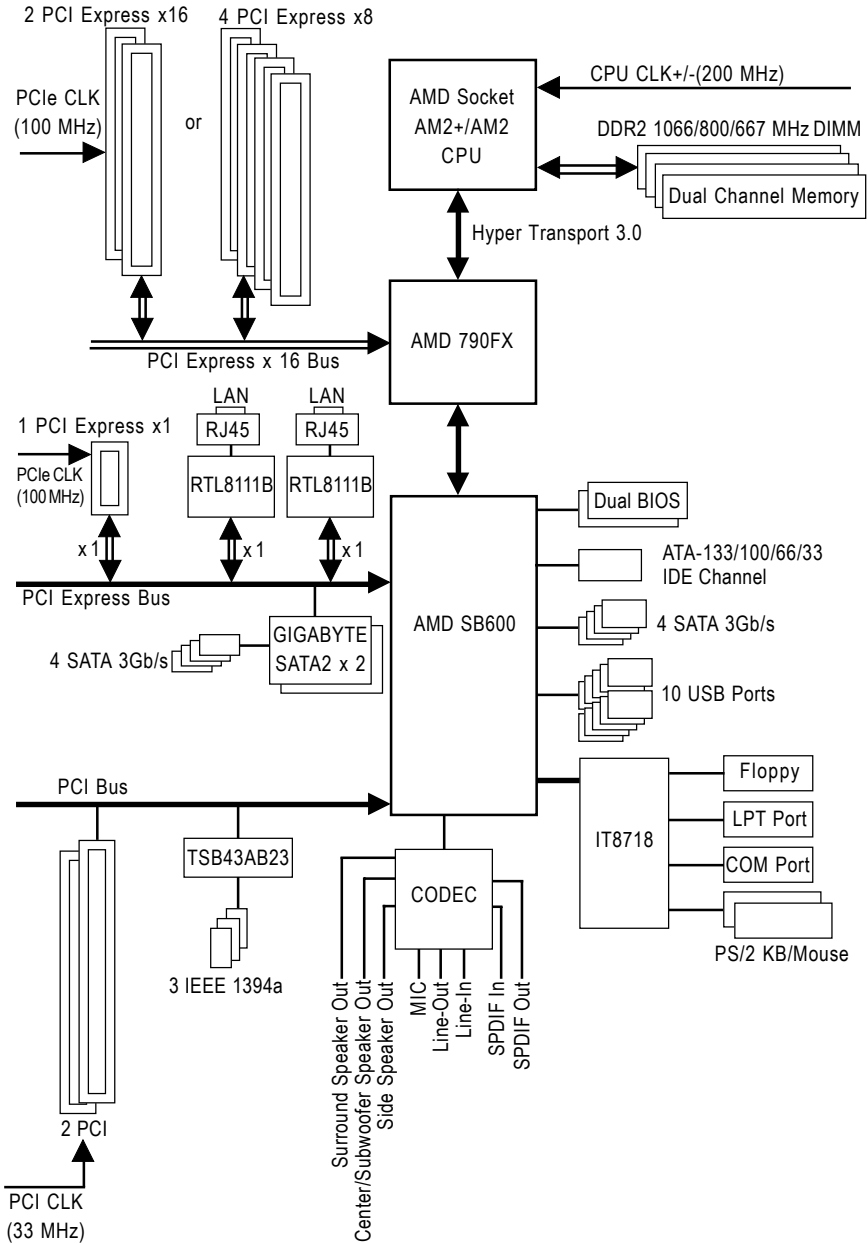 2 PCI Express x16
4 PCI Express x8
PCIe CLK
(100 MHz)
or
AMD Socket
AM2+/AM2
CPU
CPU CLK+/-(200 MHz)
DDR2 1066/800/667 MHz DIMM
Dual Channel Memory
Hyper Transport 3.0
AMD 790FX
PCI Express x 16 Bus
1 PCI Express x1
PCIe CLK
(100 MHz)
LAN
RJ45
RTL8111B
LAN
RJ45
RTL8111B
x 1
x 1
x 1
PCI Express Bus
4 SATA 3Gb/s
GIGABYTE
SATA2 x 2
AMD SB600
Dual BIOS
ATA-133/100/66/33
IDE Channel
4 SATA 3Gb/s
10 USB Ports
PCI Bus
TSB43AB23
3 IEEE 1394a
2 PCI
PCI CLK
(33 MHz)
CODEC
Surround Speaker Out
Center/Subwoofer Speaker Out
Side Speaker Out
MIC
Line-Out
Line-In
SPDIF In
SPDIF Out
IT8718
Floppy
LPT Port
COM Port
PS/2 KB/Mouse